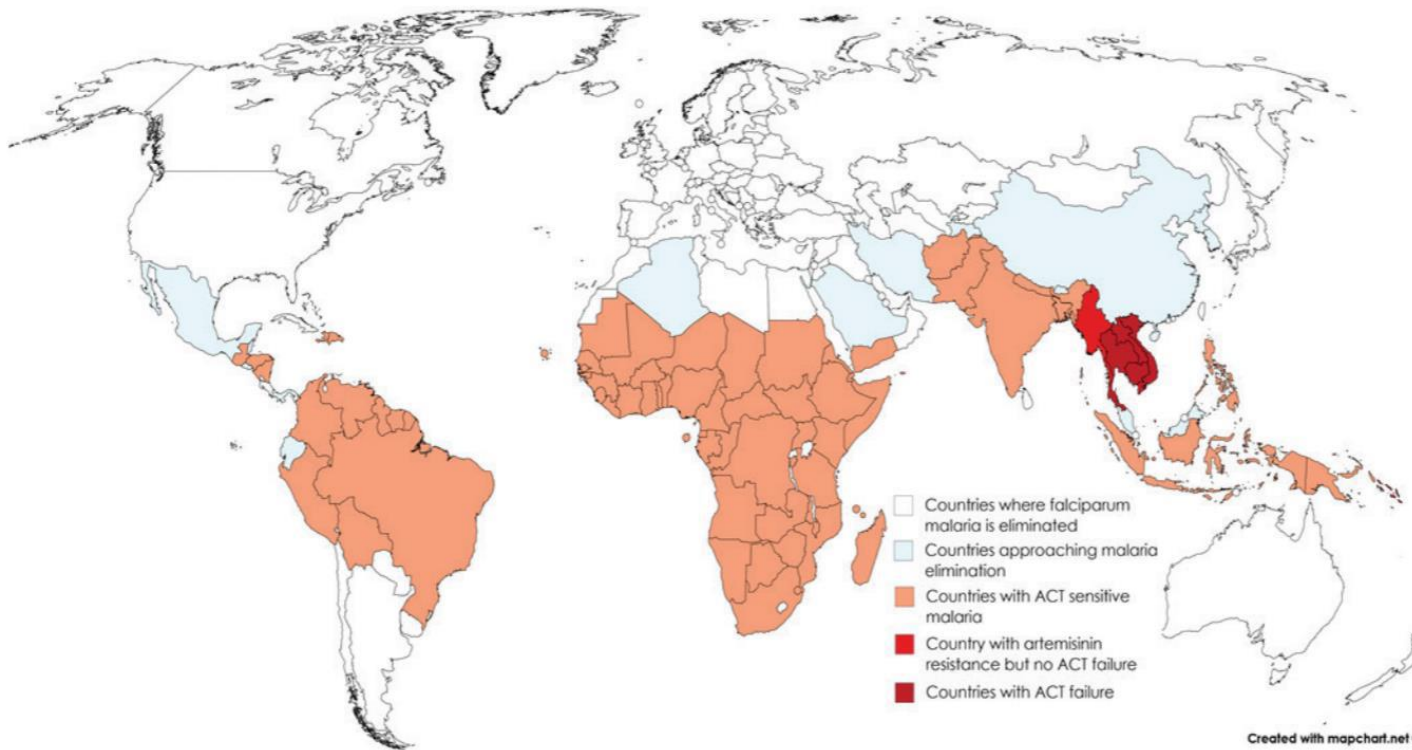 Countries where falciparum
malaria is eliminated
Countries approaching malaria
elimination
Countries with ACT sensitive
malaria
Country with artemisinin
resistance but no ACT failure
Countries with ACT failure
Created with mapchart.net